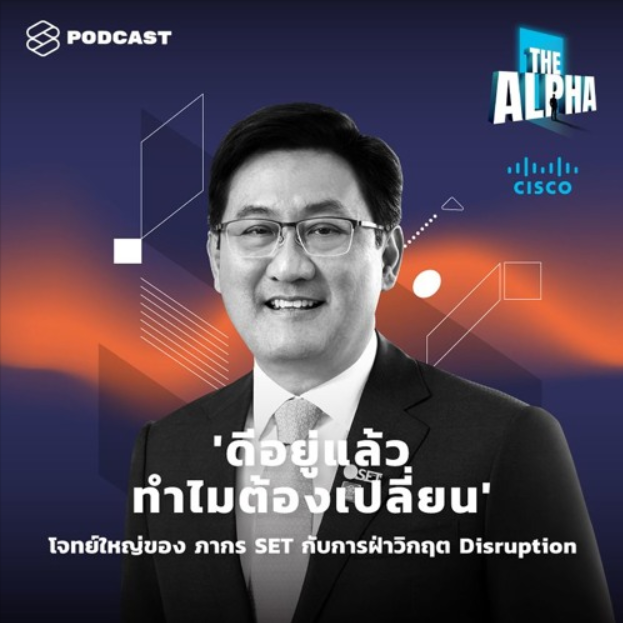 PODCAST
THE
ALPHA
CISCO
SET
'ดีอยู่แล้ว
ทำไมต้องเปลี่ยน'
โจทย์ใหญ่ของ ภากร SET กับการฝ่าวิกฤต Disruption